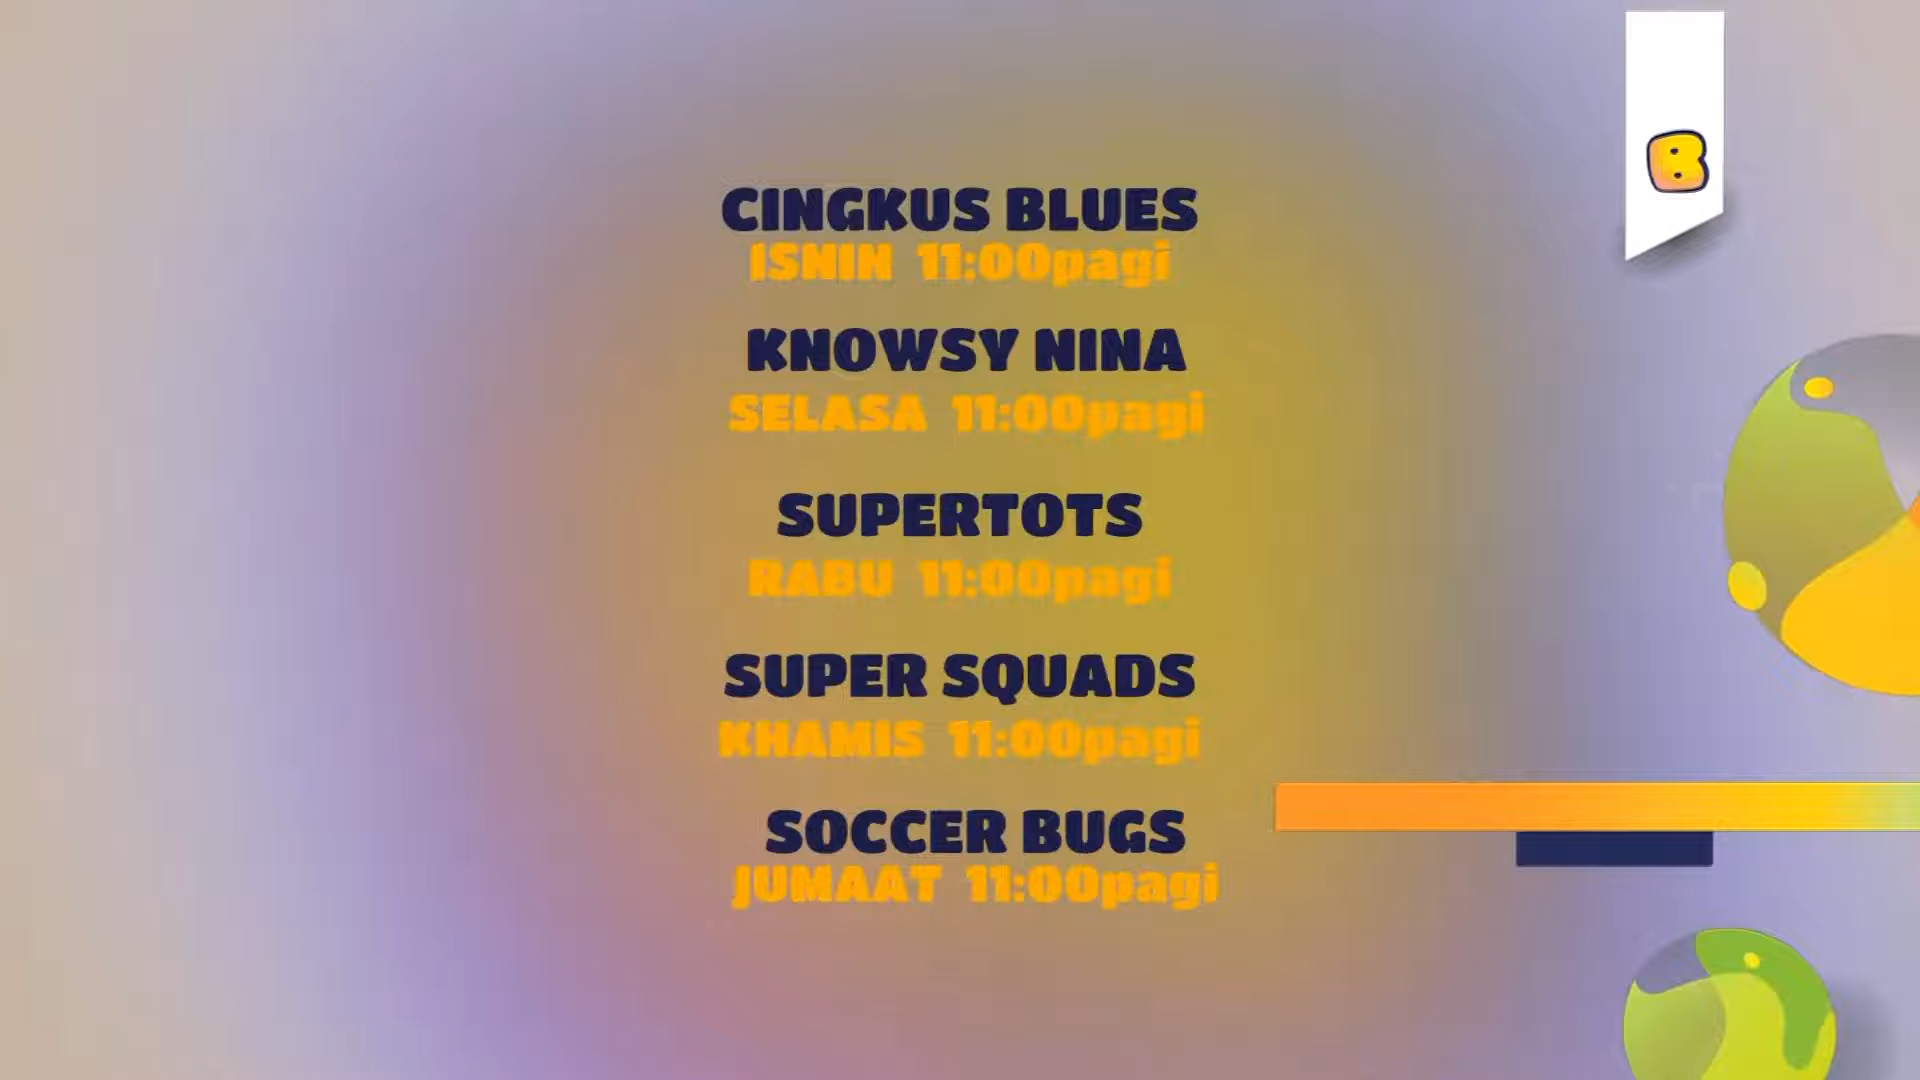 B
CINGKUS BLUES
ISNIN 11:00pagi
KNOWSY NINA
SELASA 11:00pagi
SUPERTOTS
RABU 11:00pagi
SUPER SQUADS
KHAMIS 11:00pagi
SOCCER BUGS
JUMAAT 11:00pagi